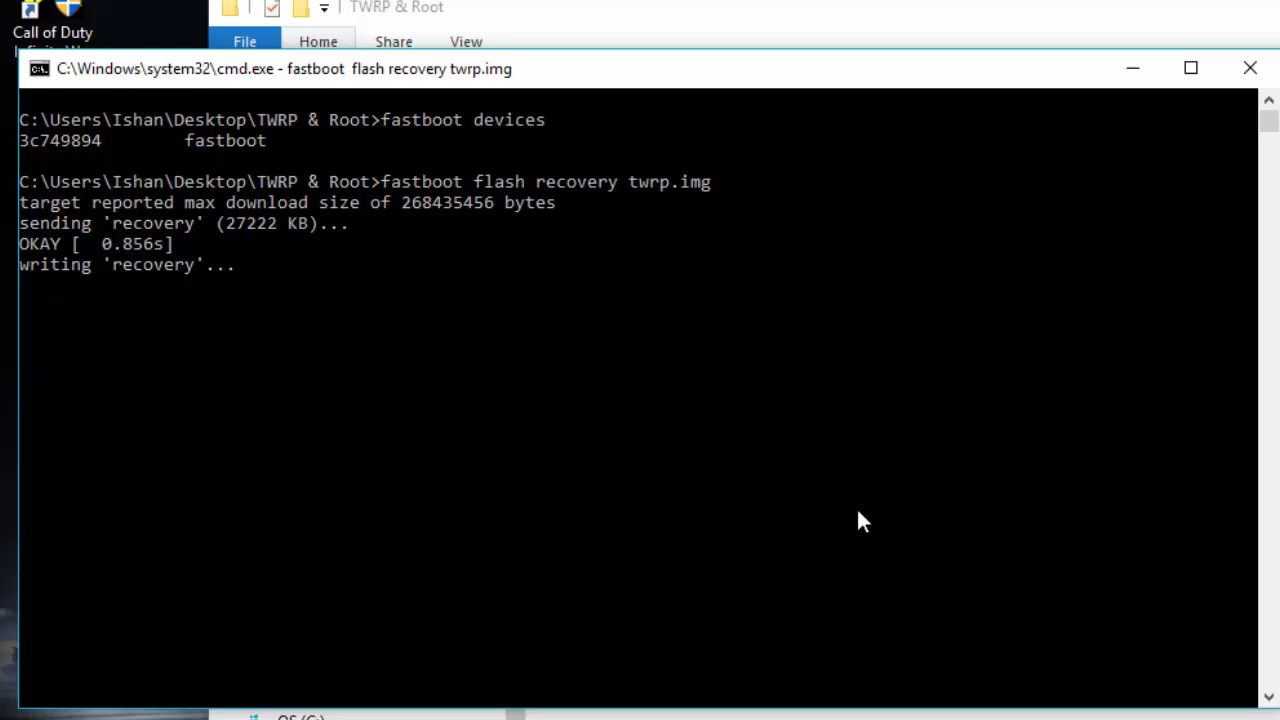 TWRP & Root
Call of Duty
File Home Share View
C:\Windows\system32\cmd.exe - fastboot  flash recovery twrp.img
C:\Users\Ishan\Desktop\TWRP & Root>fastboot devices
3c749894        fastboot
C:\Users\Ishan\Desktop\TWRP & Root>fastboot flash recovery twrp.img
target reported max download size of 268435456 bytes
sending 'recovery' (27222 KB)...
OKAY [  0.856s]
writing 'recovery'...
OS (C:)